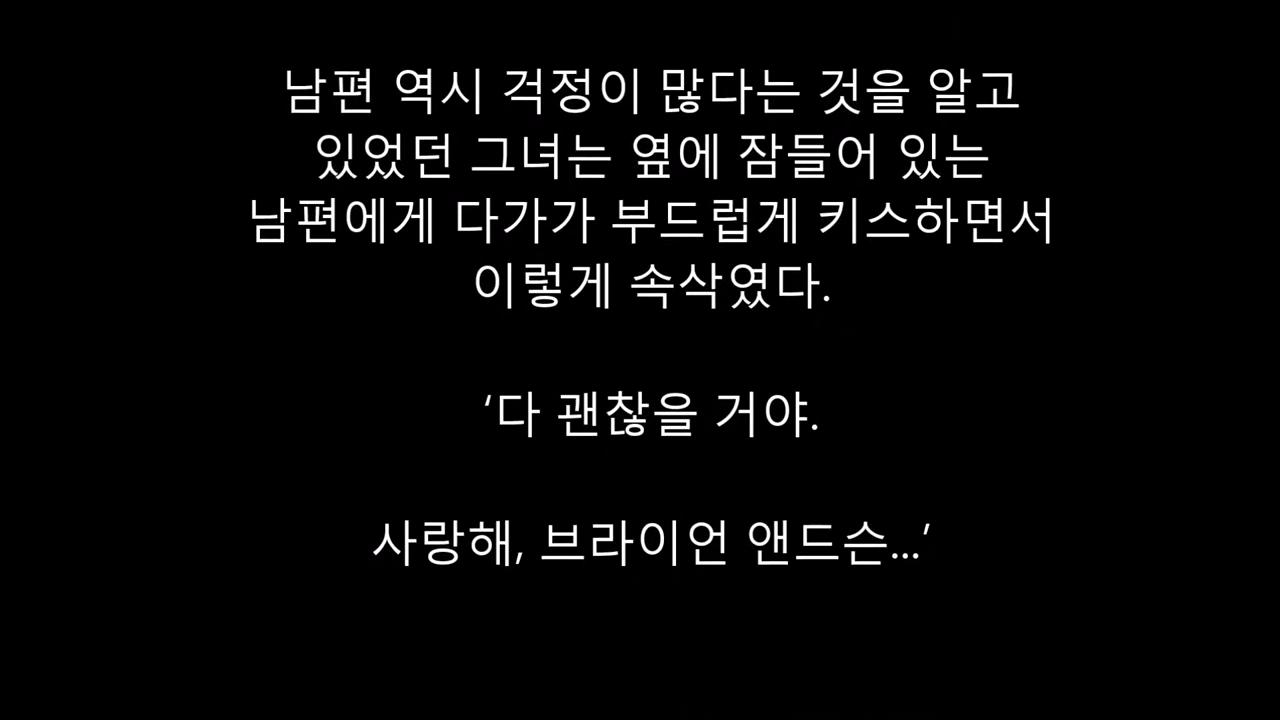 남편 역시 걱정이 많다는 것을 알고
있었던 그녀는 옆에 잠들어 있는
남편에게 다가가 부드럽게 키스하면서
이렇게 속삭였다.
‘다 괜찮을 거야.
사랑해, 브라이언 앤드슨...’